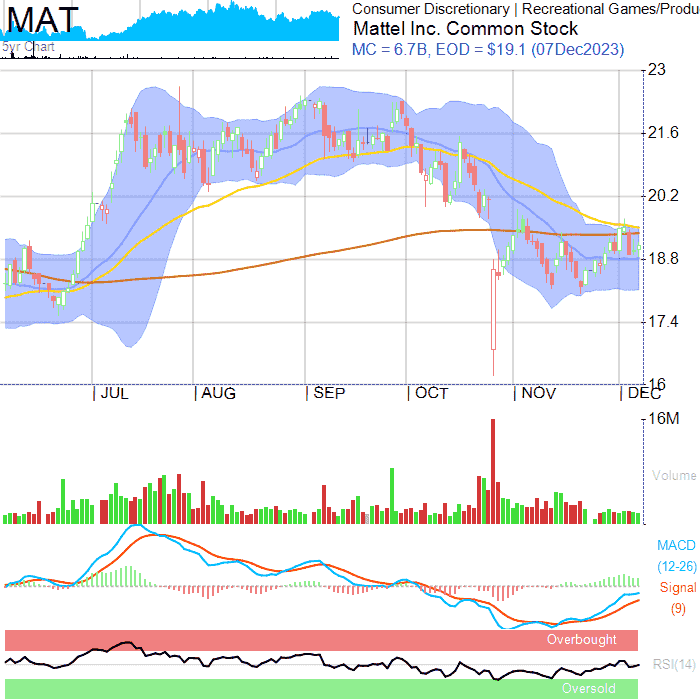 MAT
5yr Chart
Consumer Discretionary | Recreational Games/Produ
Mattel Inc. Common Stock
MC = 6.7B, EOD = $19.1 (07Dec2023)
23
21.6
20.2
18.8
17.4
16
JUL AUG SEP OCT NOV DEC
16M
Volume
MACD
(12-26)
Signal
(9)
Overbought
RSI(14)
Oversold